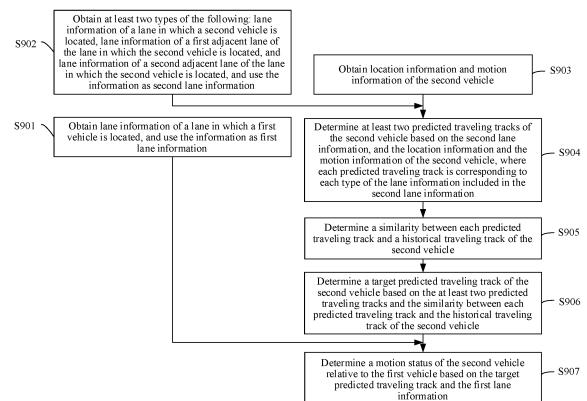 S902
Obtain at least two types of the following: lane
information of a lane in which a second vehicle is
located, lane information of a first adjacent lane of
the lane in which the second vehicle is located, and
lane information of a second adjacent lane of the lane
in which the second vehicle is located, and use the
information as second lane information
Obtain location information and motion
information of the second vehicle
S903
S901
Obtain lane information of a lane in which a first
vehicle is located, and use the information as first
lane information
Determine at least two predicted traveling tracks of
the second vehicle based on the second lane
information, and the location information and the
motion information of the second vehicle, where
each predicted traveling track is corresponding to
each type of the lane information included in the
second lane information
S904
Determine a similarity between each predicted
traveling track and a historical traveling track of the
second vehicle
S905
Determine a target predicted traveling track of the
second vehicle based on the at least two predicted
traveling tracks and the similarity between each
predicted traveling track and the historical traveling
track of the second vehicle
S906
Determine a motion status of the second vehicle
relative to the first vehicle based on the target
predicted traveling track and the first lane
information
S907